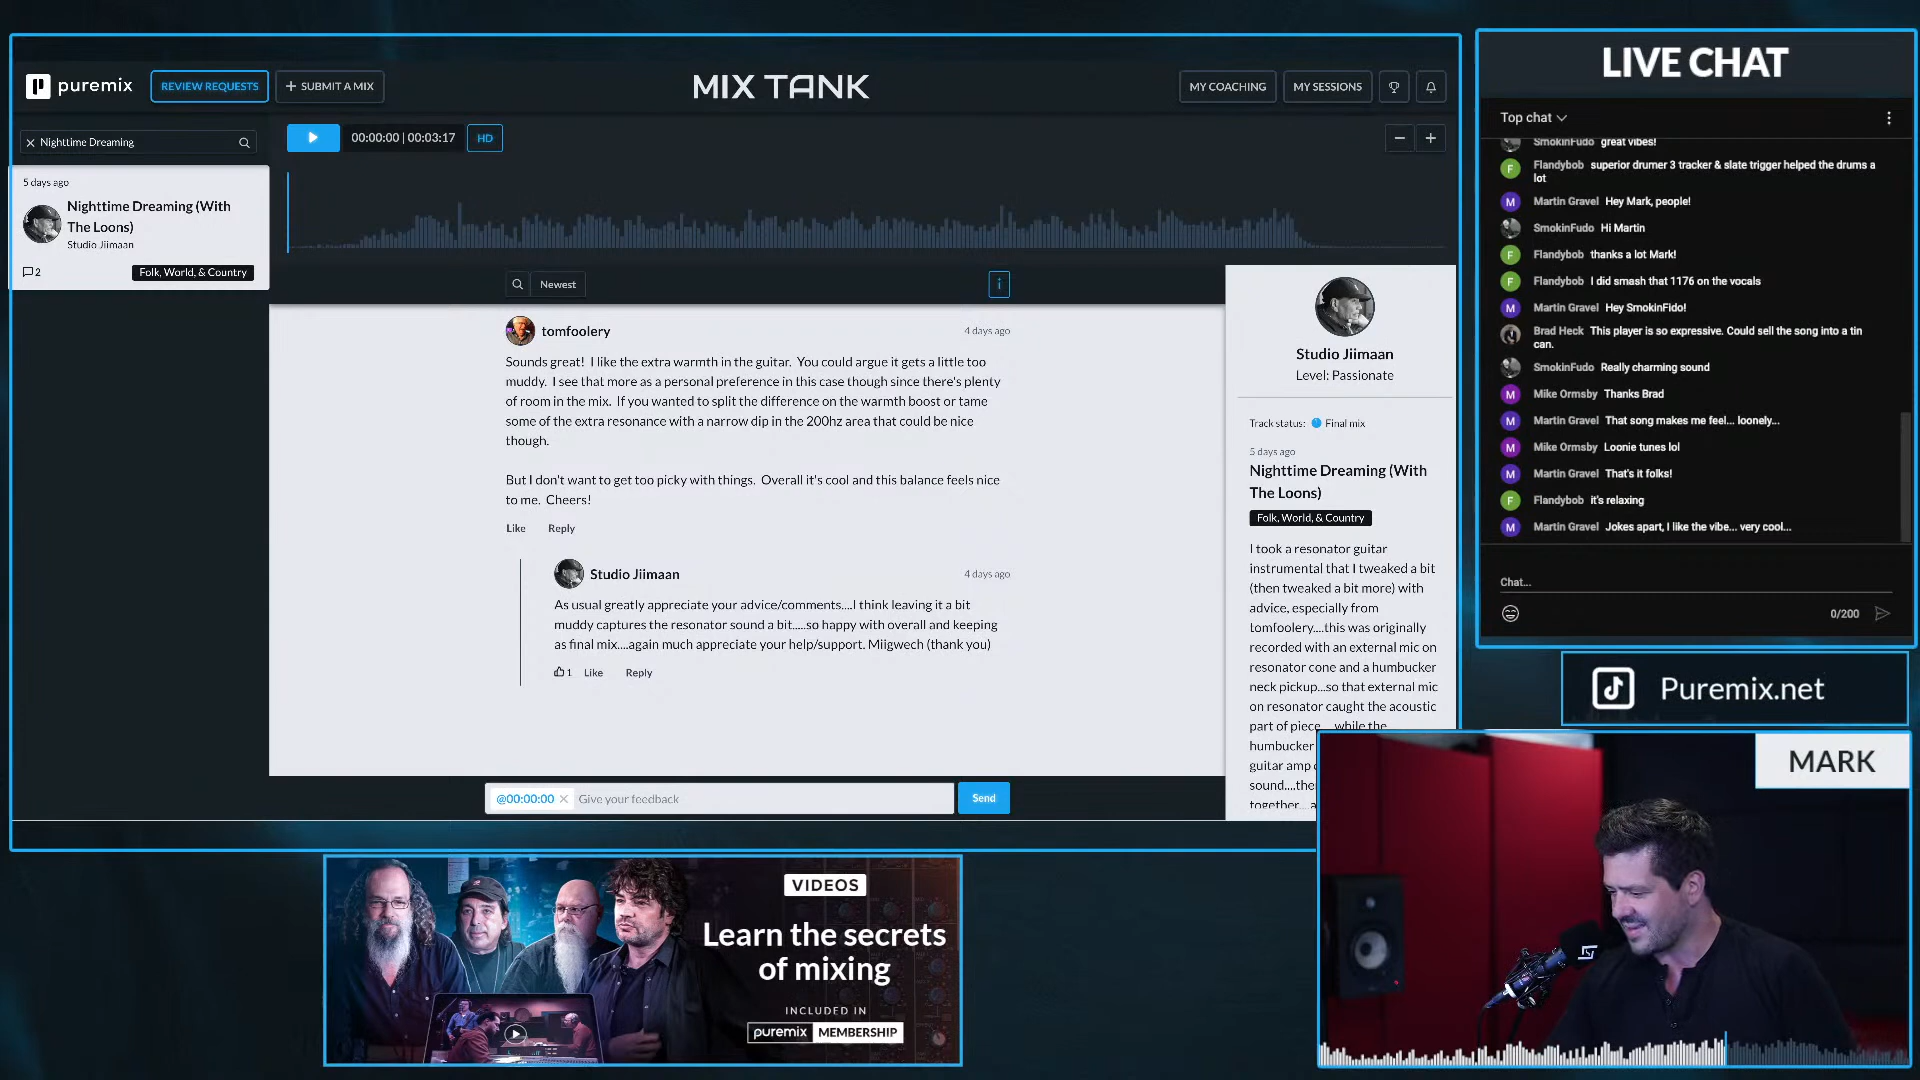 puremix
REVIEW REQUESTS
+ SUBMIT A MIX
MIX TANK
MY COACHING
MY SESSIONS
Nighttime Dreaming
00:00:00 | 00:03:17
HD
5 days ago
Nighttime Dreaming (With
The Loons)
Studio Jiimaan
2
Folk, World, & Country
Newest
i
tomfoolery
4 days ago
Sounds great! I like the extra warmth in the guitar. You could argue it gets a little too
muddy. I see that more as a personal preference in this case though since there's plenty
of room in the mix. If you wanted to split the difference on the warmth boost or tame
some of the extra resonance with a narrow dip in the 200hz area that could be nice
though.
But I don't want to get too picky with things. Overall it's cool and this balance feels nice
to me. Cheers!
Like
Reply
Studio Jiimaan
4 days ago
As usual greatly appreciate your advice/comments....I think leaving it a bit
muddy captures the resonator sound a bit.....so happy with overall and keeping
as final mix....again much appreciate your help/support. Miigwech (thank you)
1
Like
Reply
@00:00:00
Give your feedback
Send
Studio Jiimaan
Level: Passionate
Track status:
Final mix
5 days ago
Nighttime Dreaming (With
The Loons)
Folk, World, & Country
I took a resonator guitar
instrumental that I tweaked a bit
(then tweaked a bit more) with
advice, especially from
tomfoolery....this was originally
recorded with an external mic on
resonator cone and a humbucker
neck pickup...so that external mic
on resonator caught the acoustic
part of piece....while the
humbucker
guitar amp
sound....the
together...
LIVE CHAT
Top chat
SmokinFudo great vibes!
Flandybob superior drumer 3 tracker & slate trigger helped the drums a
lot
Martin Gravel Hey Mark, people!
SmokinFudo Hi Martin
Flandybob thanks a lot Mark!
Flandybob I did smash that 1176 on the vocals
Martin Gravel Hey SmokinFido!
Brad Heck This player is so expressive. Could sell the song into a tin
can.
SmokinFudo Really charming sound
Mike Ormsby Thanks Brad
Martin Gravel That song makes me feel... loonely...
Mike Ormsby Loonie tunes lol
Martin Gravel That's it folks!
Flandybob it's relaxing
Martin Gravel Jokes apart, I like the vibe... very cool...
Chat...
0/200
Puremix.net
MARK
VIDEOS
Learn the secrets
of mixing
INCLUDED IN
puremix MEMBERSHIP